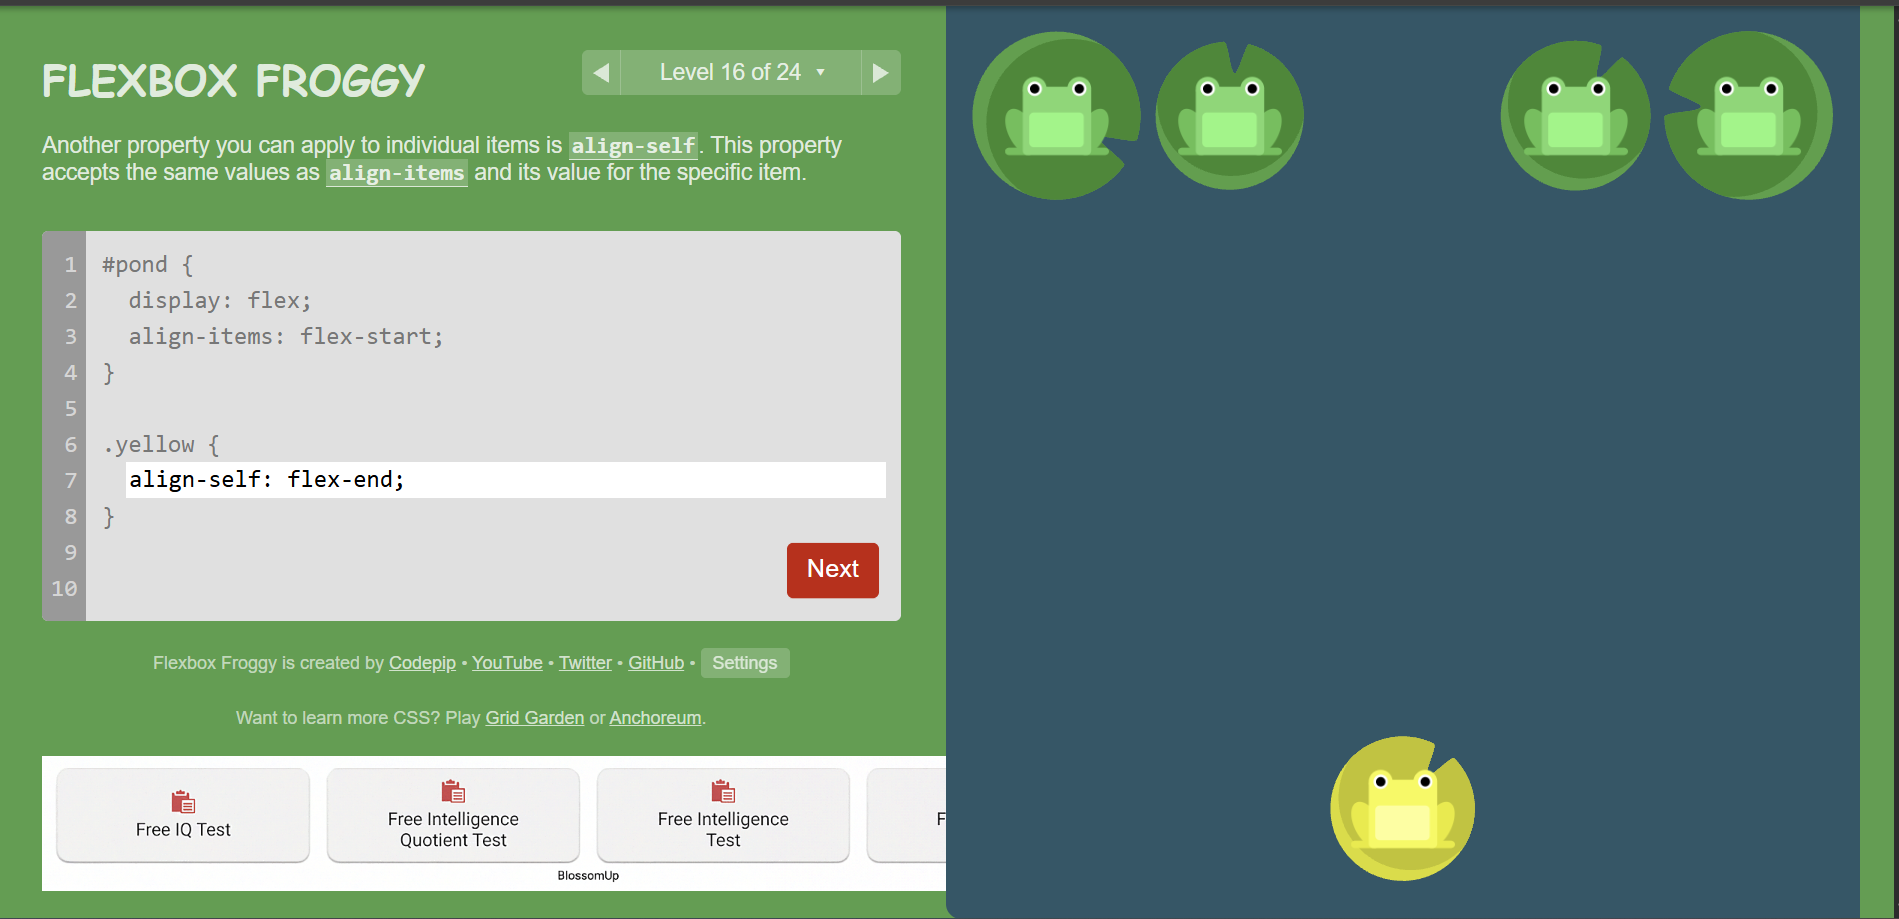 FLEXBOX FROGGY
◀ Level 16 of 24 ▼ ▶
Another property you can apply to individual items is align-self. This property
accepts the same values as align-items and its value for the specific item.
1 #pond {
2 display: flex;
3 align-items: flex-start;
4 }
5
6 .yellow {
7 align-self: flex-end;
8 }
9
10
Next
Flexbox Froggy is created by Codepip • YouTube • Twitter • GitHub • Settings
Want to learn more CSS? Play Grid Garden or Anchoreum.
Free IQ Test
Free Intelligence
Quotient Test
Free Intelligence
Test
F
BlossomUp